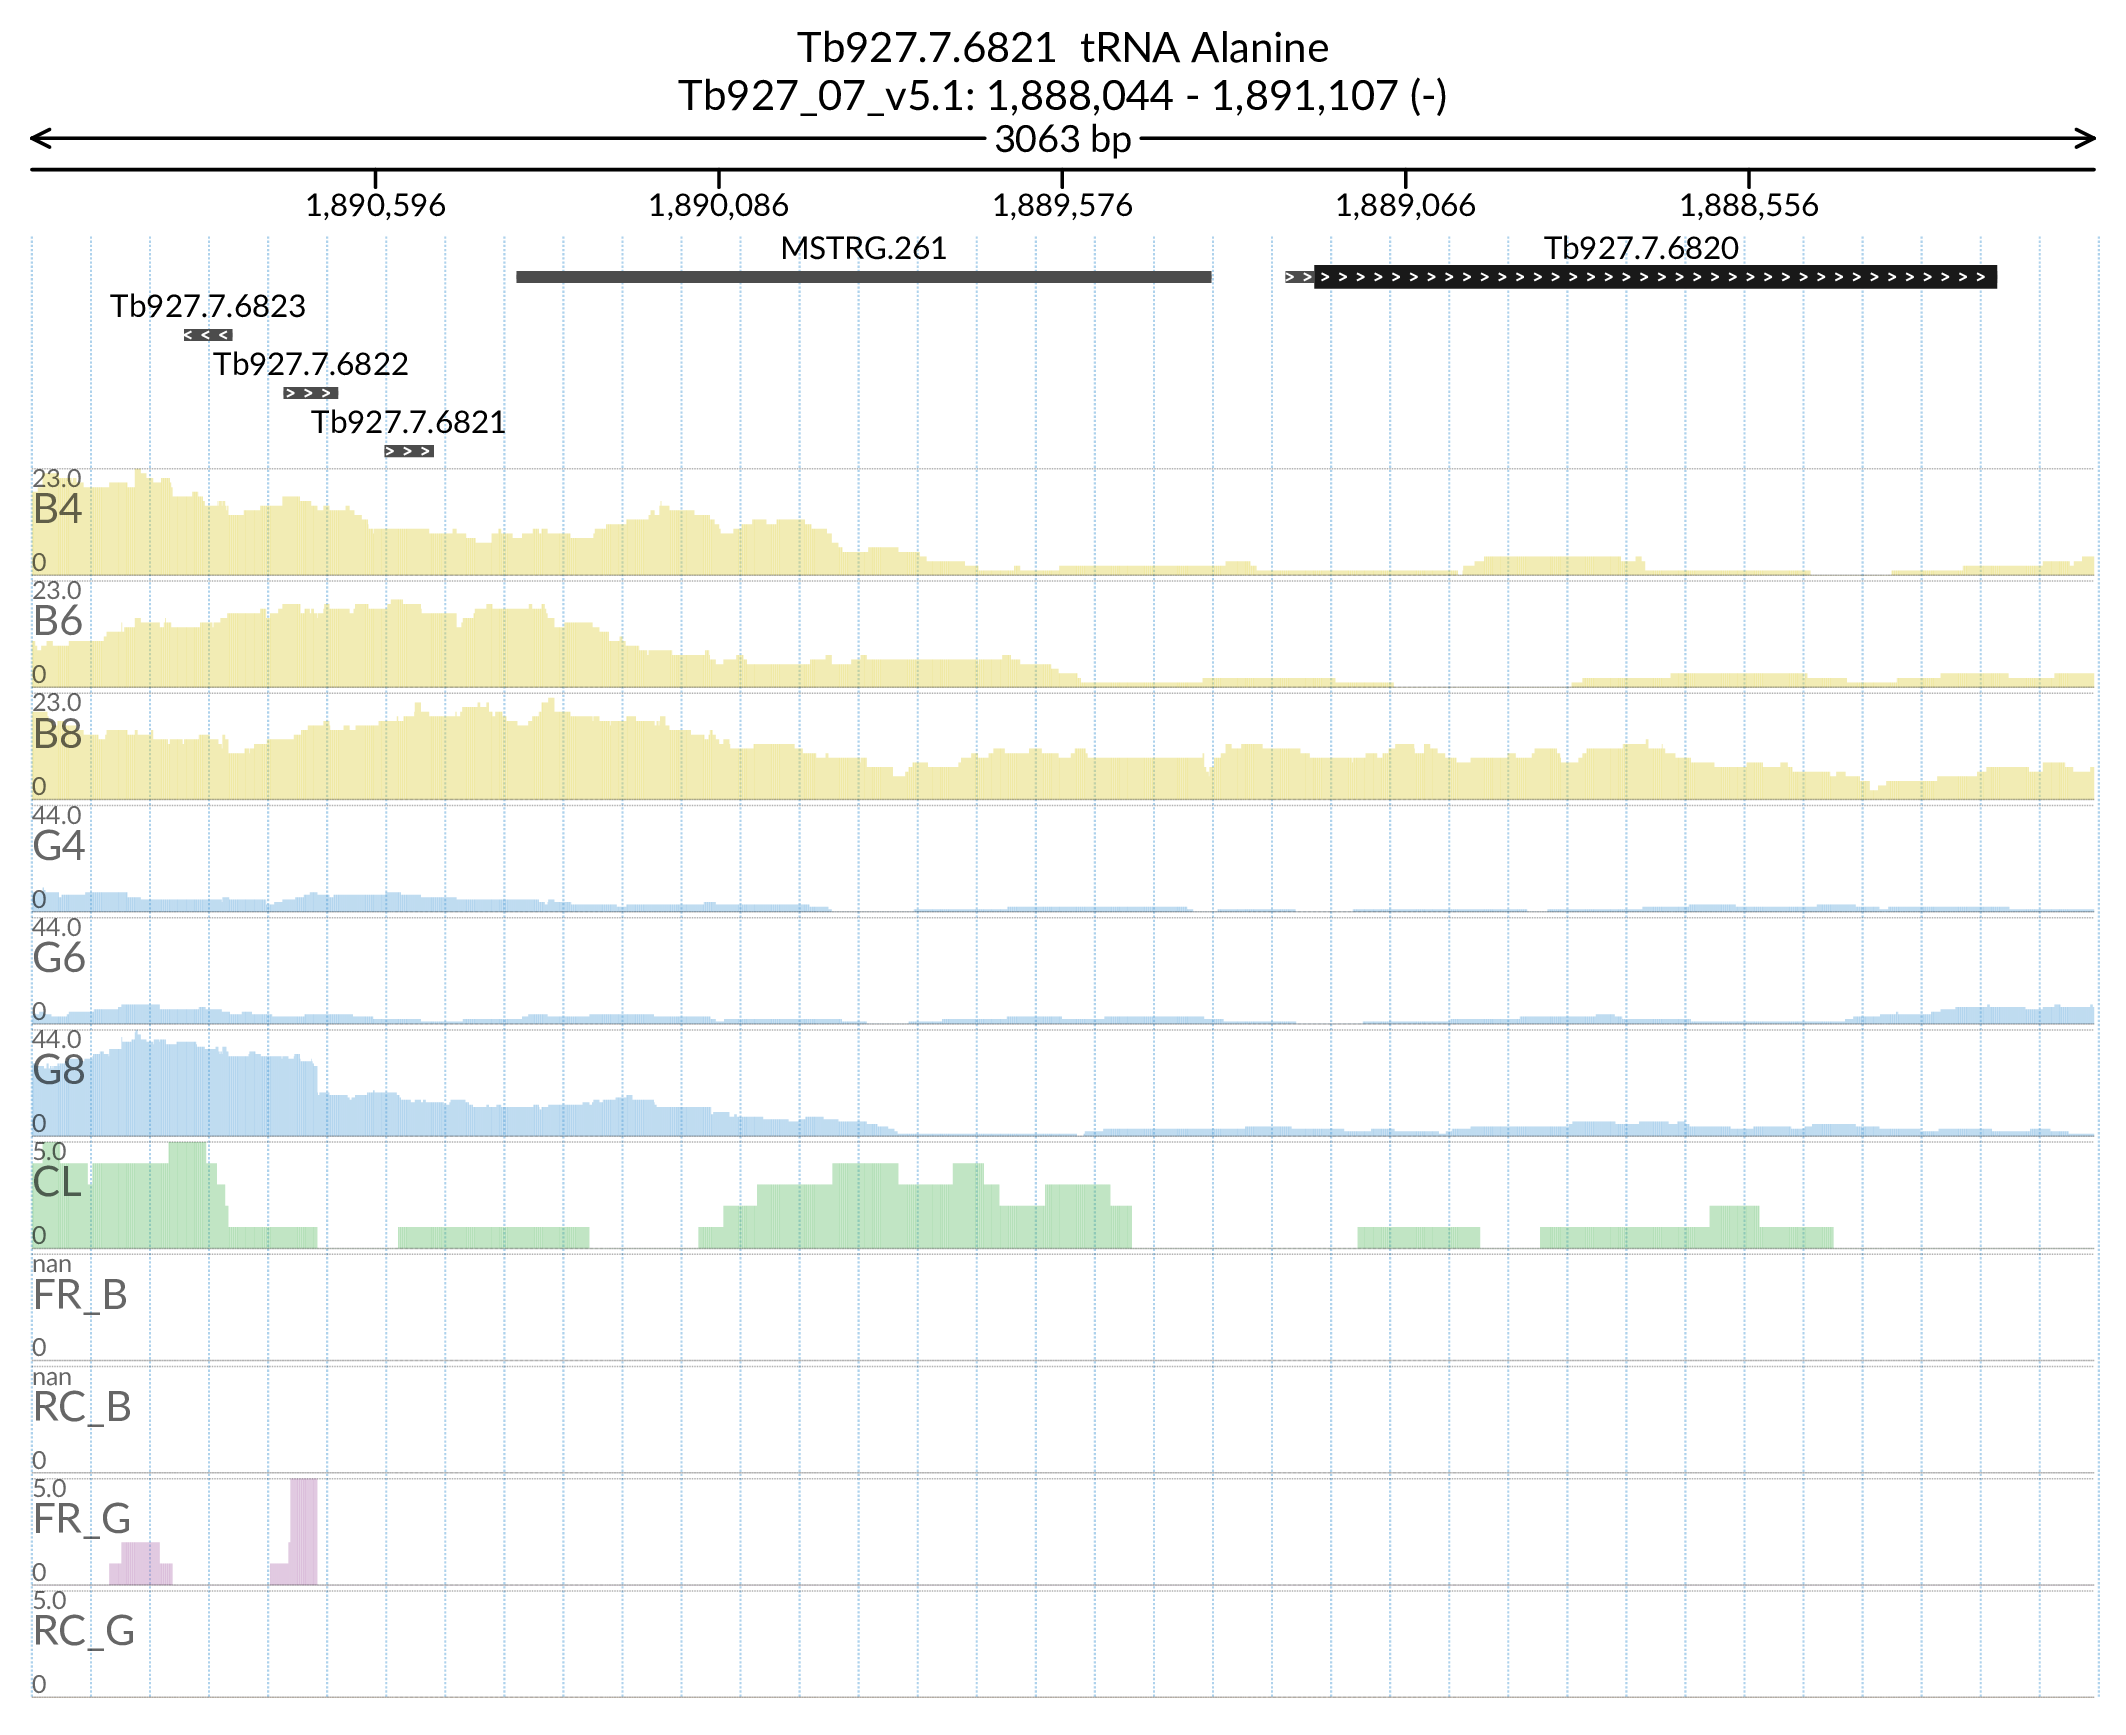 Tb927.7.6821 tRNA Alanine
Tb927_07_v5.1: 1,888,044 - 1,891,107 (-)
3063 bp
1,890,596 1,890,086 1,889,576 1,889,066 1,888,556
MSTRG.261 Tb927.7.6820
Tb927.7.6823
Tb927.7.6822
Tb927.7.6821
23.0
B4
0
23.0
B6
0
23.0
B8
0
44.0
G4
0
44.0
G6
0
44.0
G8
0
5.0
CL
0
nan
FR_B
0
nan
RC_B
0
5.0
FR_G
0
5.0
RC_G
0